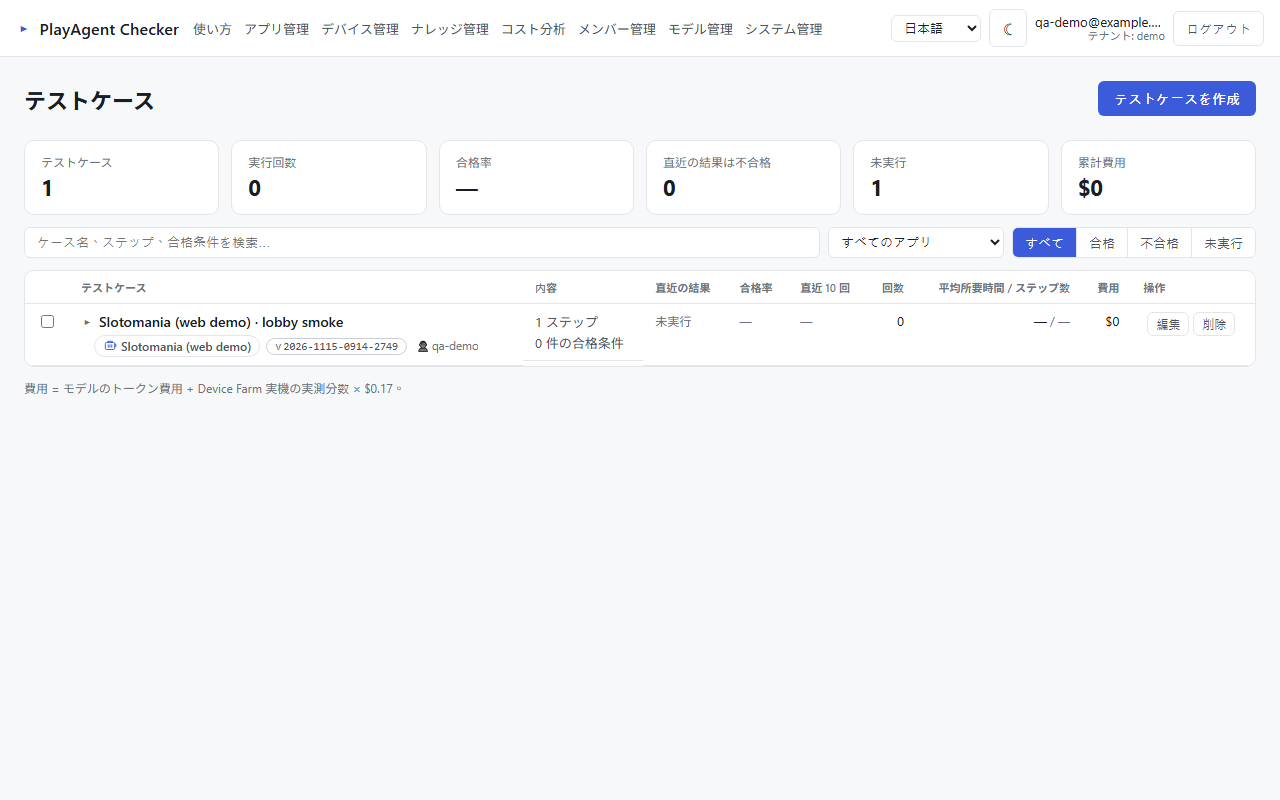 PlayAgent Checker 使い方 アプリ管理 デバイス管理 ナレッジ管理 コスト分析 メンバー管理 モデル管理 システム管理 日本語 qa-demo@example.... ログアウト
テナント: demo
テストケース テストケースを作成
テストケース 実行回数 合格率 直近の結果は不合格 未実行 累計費用
1 0 — 0 1 $0
ケース名、ステップ、合格条件を検索... すべてのアプリ すべて 合格 不合格 未実行
テストケース 内容 直近の結果 合格率 直近 10 回 回数 平均所要時間 / ステップ数 費用 操作
Slotomania (web demo) · lobby smoke 1 ステップ 未実行 — — 0 — / — $0 編集 削除
Slotomania (web demo) v2026-1115-0914-2749 qa-demo 0 件の合格条件
費用 = モデルのトークン費用 + Device Farm 実機の実測分数 × $0.17。